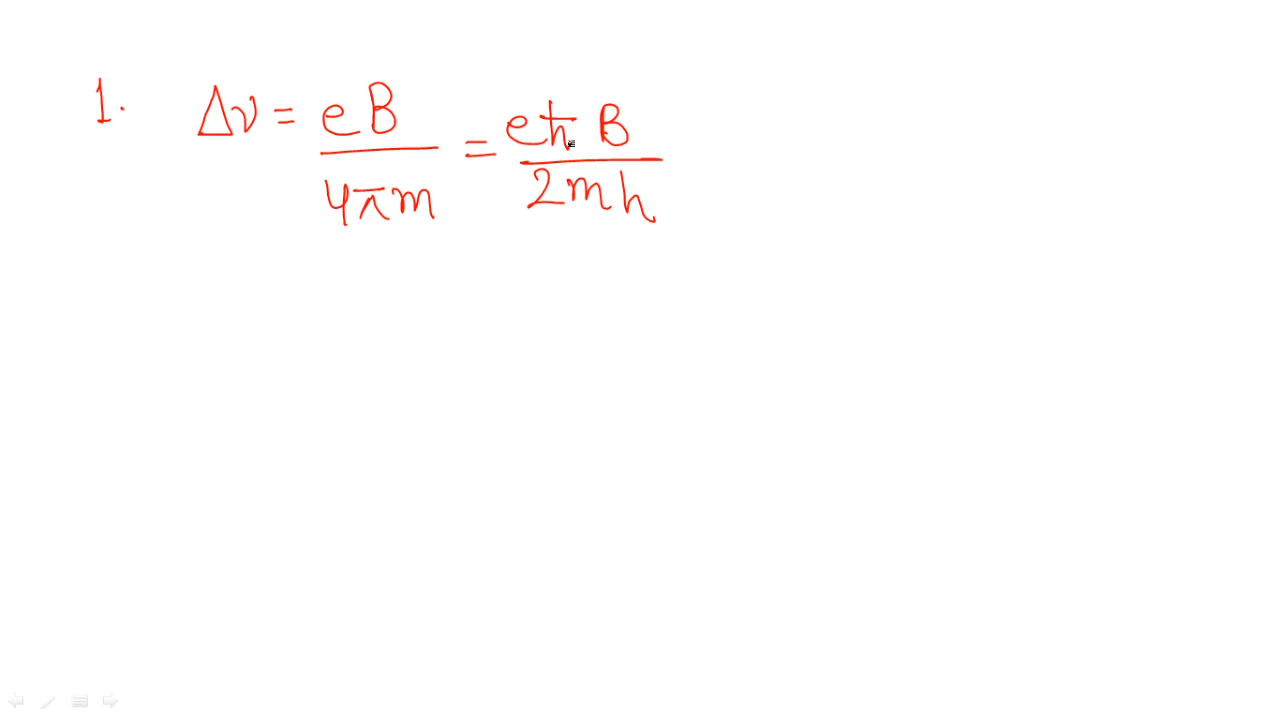 1. Δν = eB / 4πm = eħB / 2mh